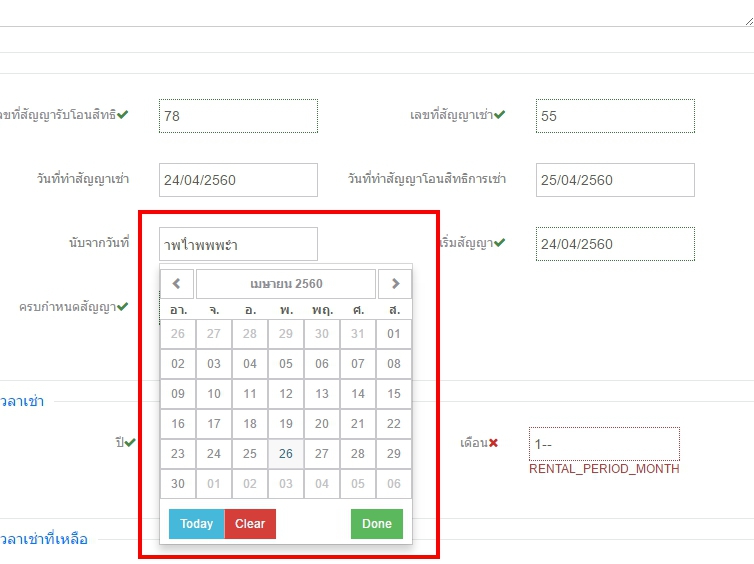 ขที่สัญญารับโอนสิทธิ 78 เลขที่สัญญาเช่า 55
วันที่ทำสัญญาเช่า 24/04/2560 วันที่ทำสัญญาโอนสิทธิการเช่า 25/04/2560
นับจากวันที่ าพไำพพพะำ ริ่มสัญญา 24/04/2560
เมษายน 2560
ครบกำหนดสัญญา
อา. จ. อ. พ. พฤ. ศ. ส.
26 27 28 29 30 31 01
02 03 04 05 06 07 08
09 10 11 12 13 14 15
วลาเช่า
16 17 18 19 20 21 22
ปี เดือน 1--
23 24 25 26 27 28 29
RENTAL_PERIOD_MONTH
30 01 02 03 04 05 06
Today Clear Done
วลาเช่าที่เหลือ